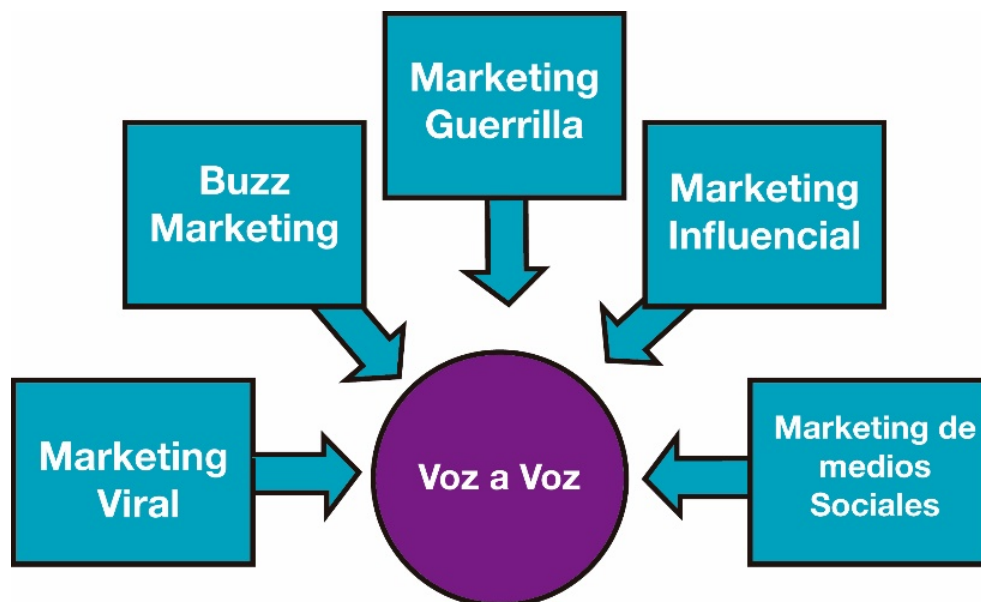 Marketing
Guerrilla
Buzz
Marketing
Marketing
Influencial
Marketing
Viral
Voz a Voz
Marketing de
medios
Sociales